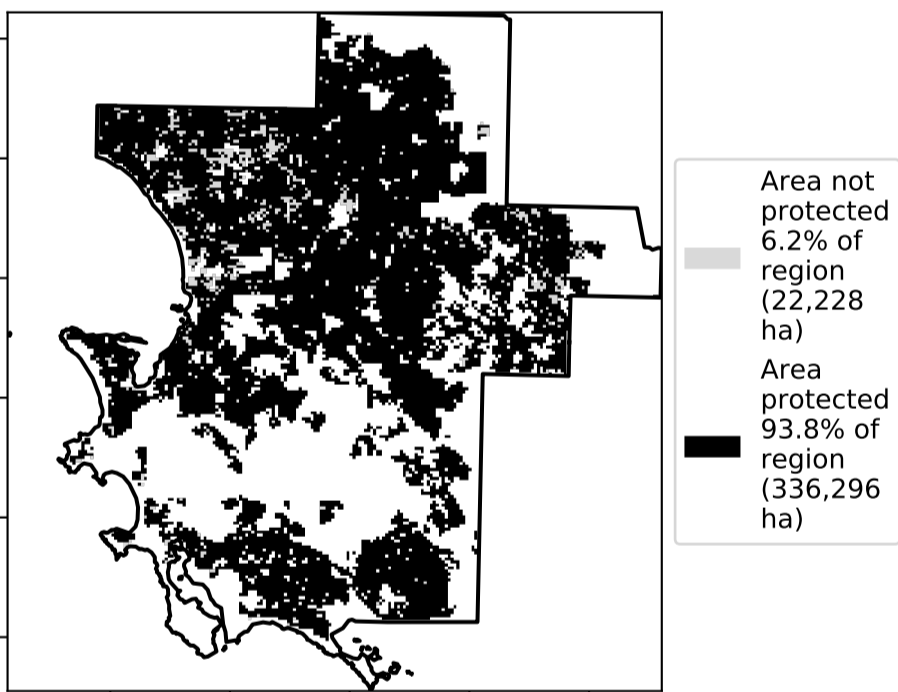 Area not
protected
6.2% of
region
(22,228
ha)
Area
protected
93.8% of
region
(336,296
ha)